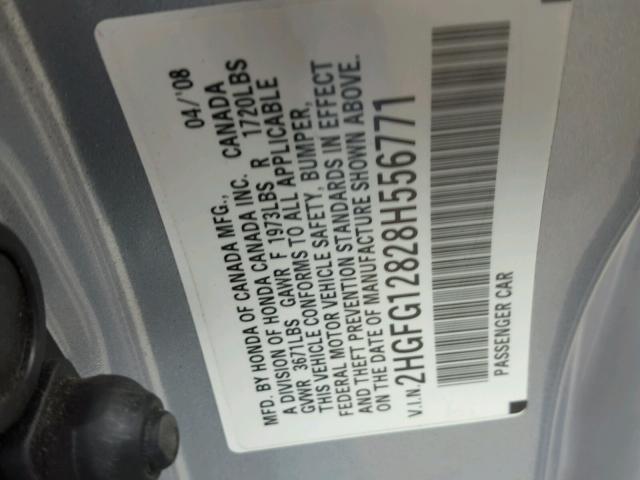 MFD. BY HONDA OF CANADA MFG., CANADA 04/'08
A DIVISION OF HONDA CANADA INC.
GVWR 3671LBS GAWR F 1973LBS R 1720LBS
THIS VEHICLE CONFORMS TO ALL APPLICABLE
FEDERAL MOTOR VEHICLE SAFETY, BUMPER,
AND THEFT PREVENTION STANDARDS IN EFFECT
ON THE DATE OF MANUFACTURE SHOWN ABOVE.
V.I.N. 2HGFG12828H556771
PASSENGER CAR